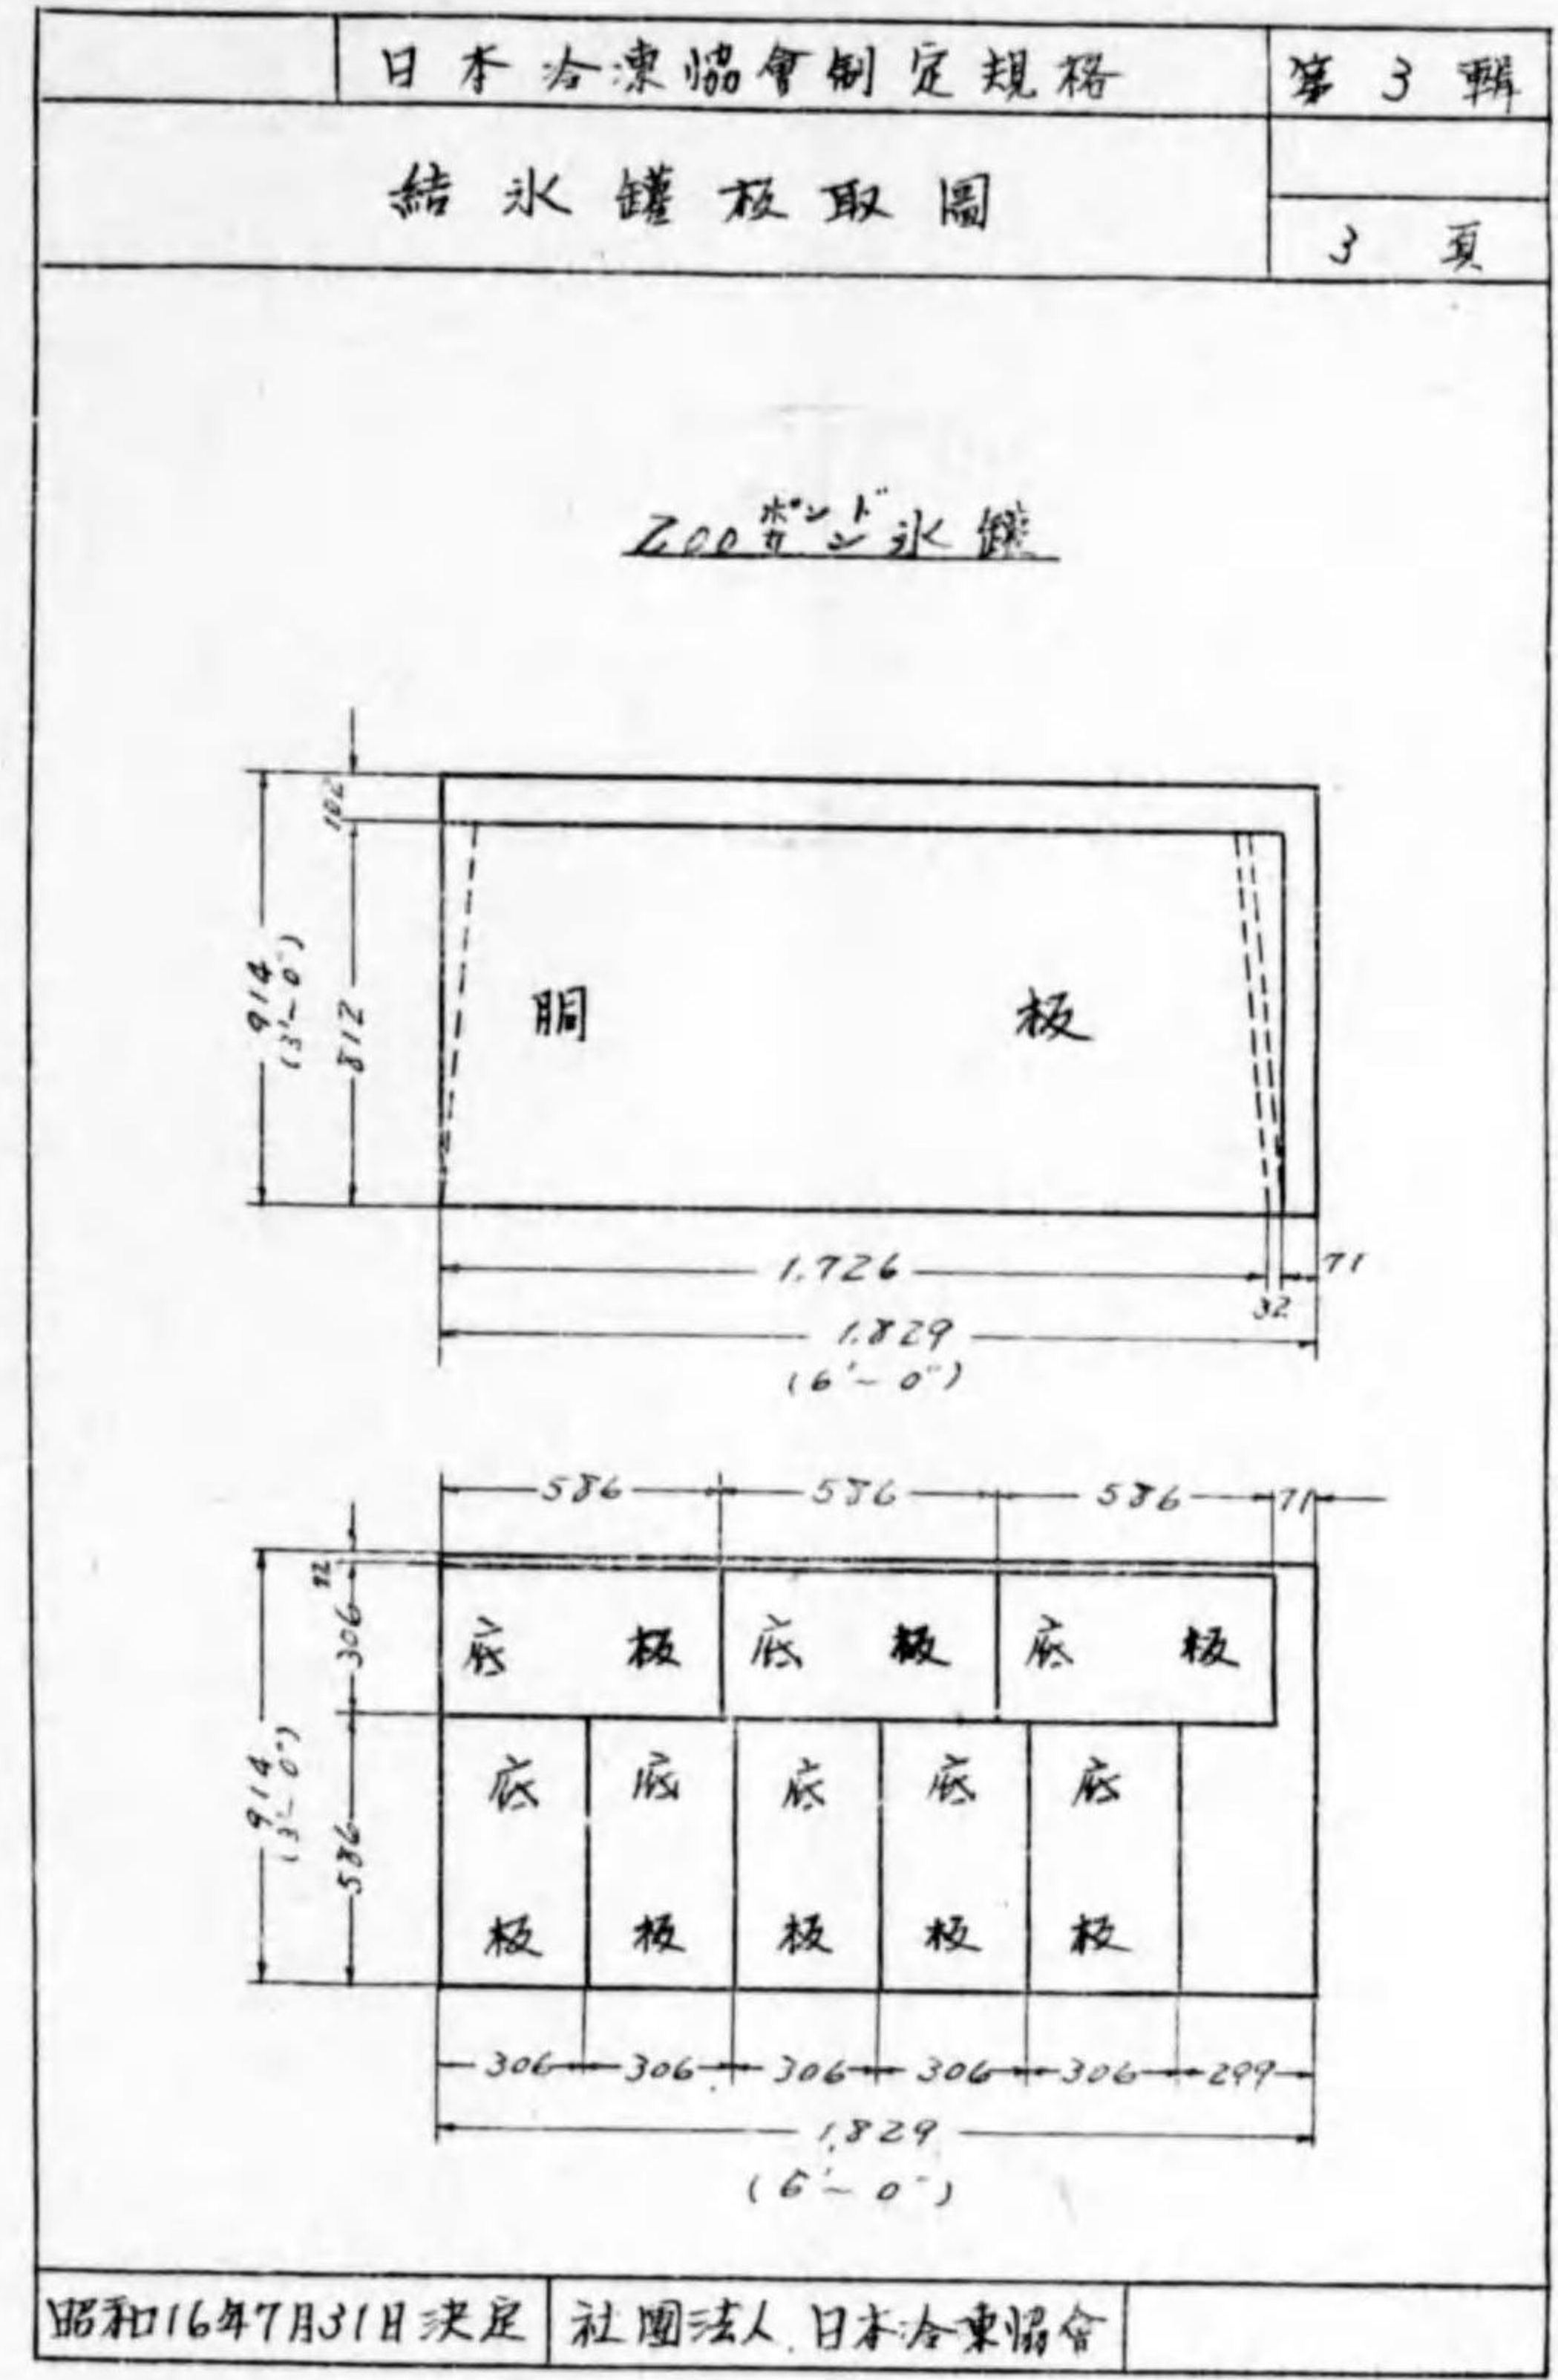 日本冷凍協會制定規格
第3輯
結氷罐板取圖
3頁
200ポンド氷罐
102
914
(3'~0")
812
胴板
1.726
71
32
1.829
(6'~0")
586 586 586 71
306
底板 底板 底板
914
(3'~0")
586
底板 底板 底板 底板 底板
306 306 306 306 306 299
1.829
(6'~0")
昭和16年7月31日決定
社團法人 日本冷凍協會